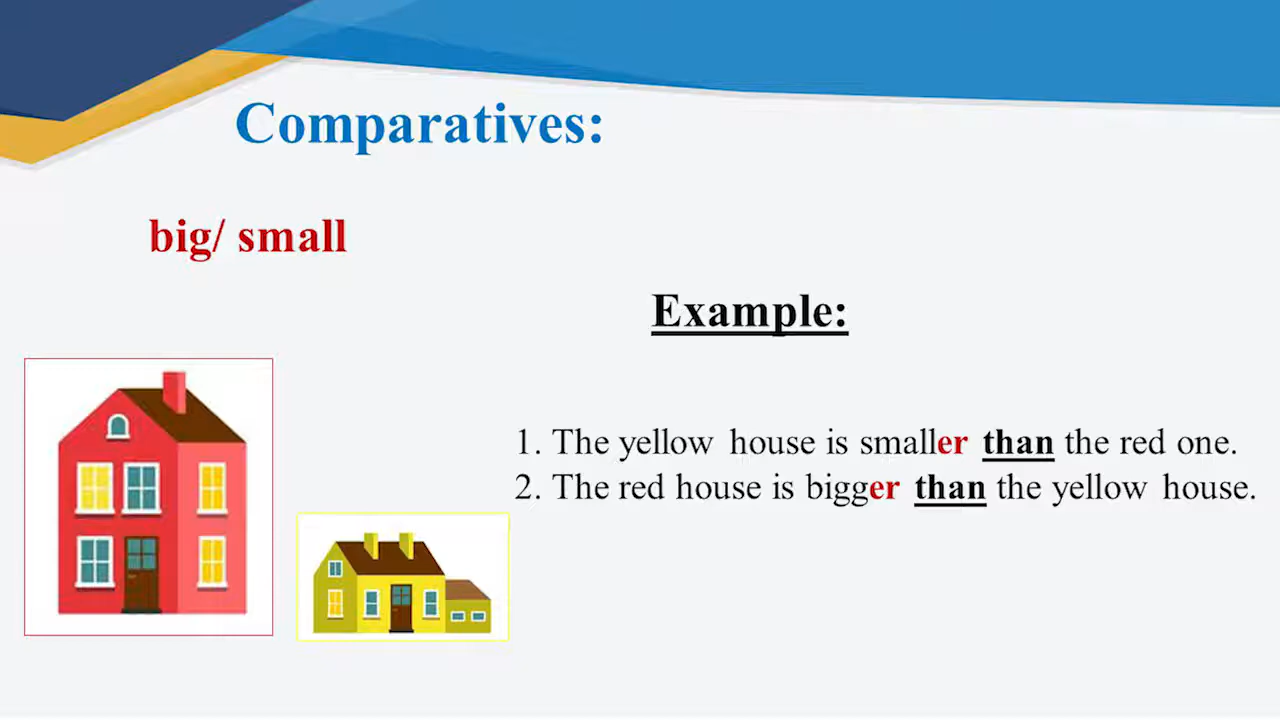 Comparatives:
big/ small
Example:
1. The yellow house is smaller than the red one.
2. The red house is bigger than the yellow house.